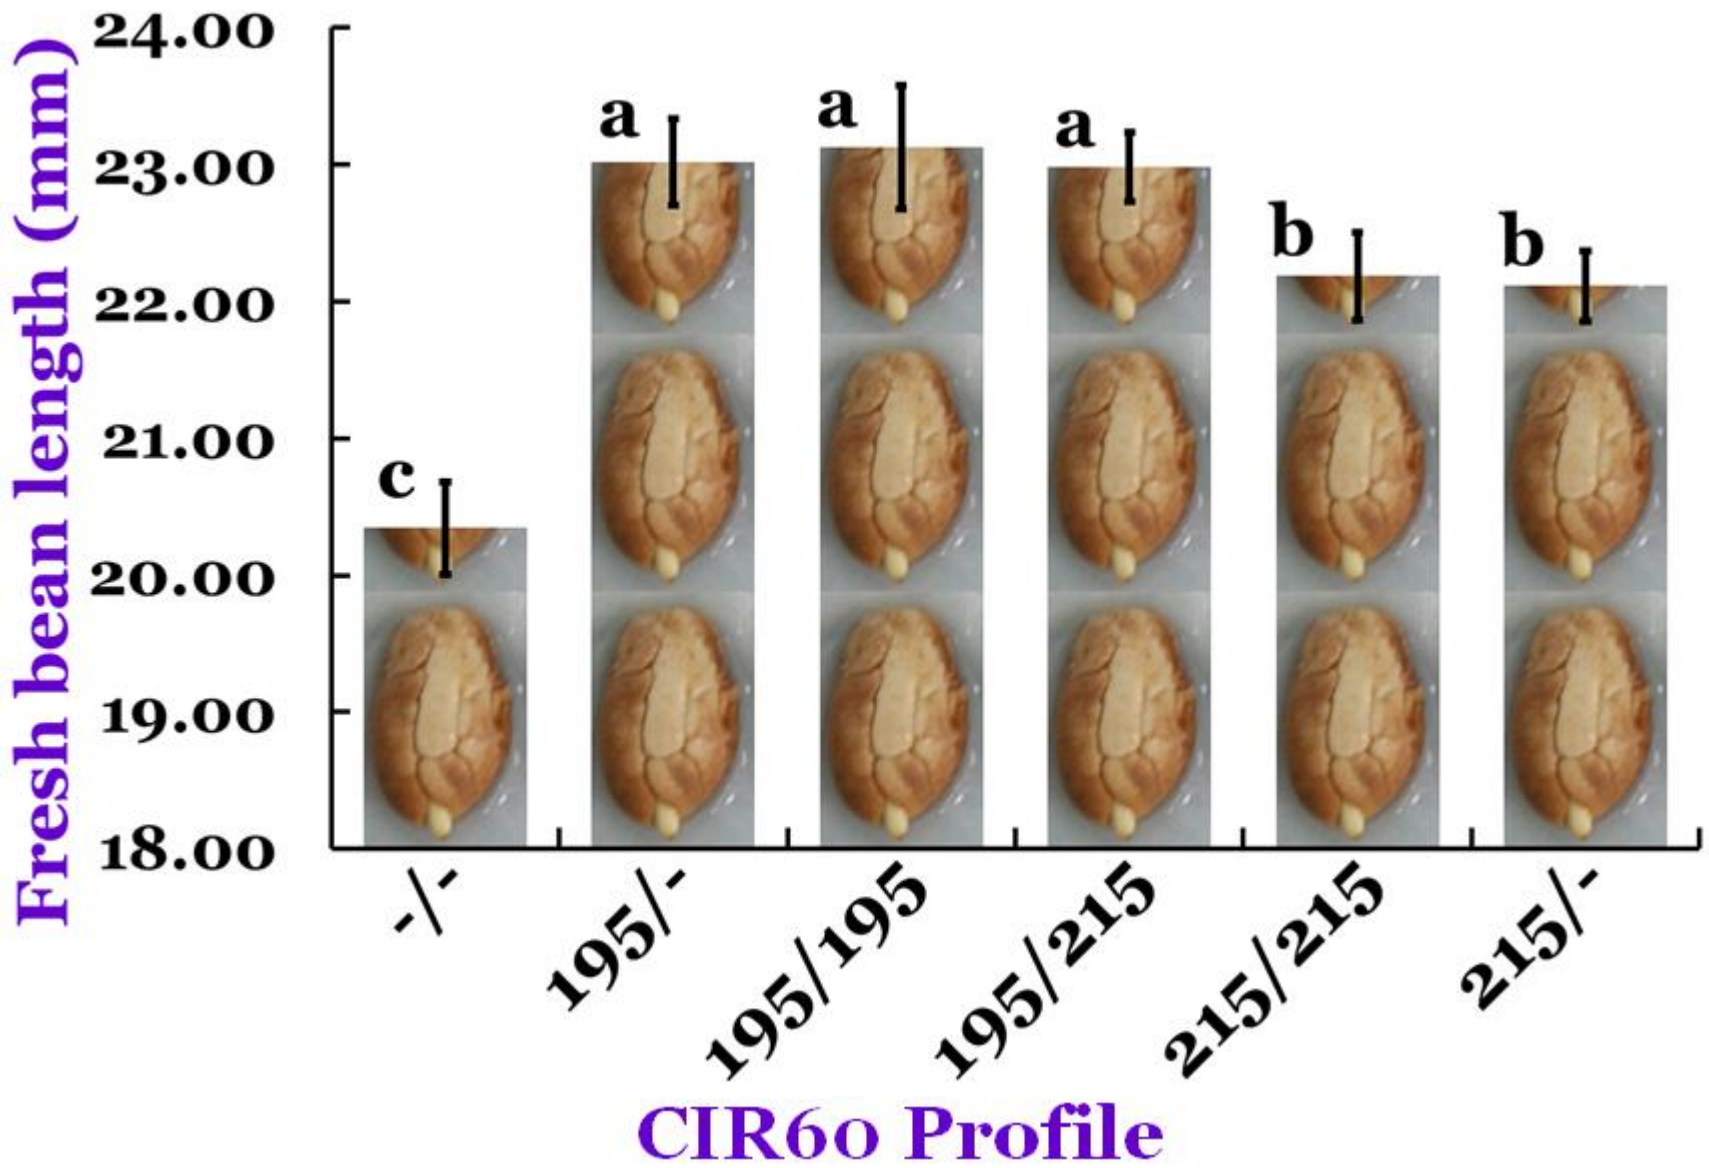 Fresh bean length (mm)
24.00
23.00
22.00
21.00
20.00
19.00
18.00
c
a
a
a
b
b
-/-
195/-
195/195
195/215
215/215
215/-
CIR60 Profile